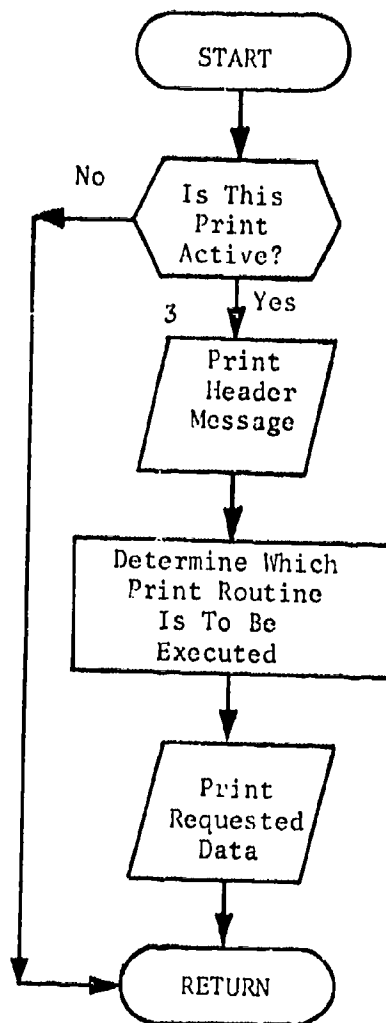 START
No
Is This
Print
Active?
Yes
3
Print
Header
Message
Determine Which
Print Routine
Is To Be
Executed
Print
Requested
Data
RETURN